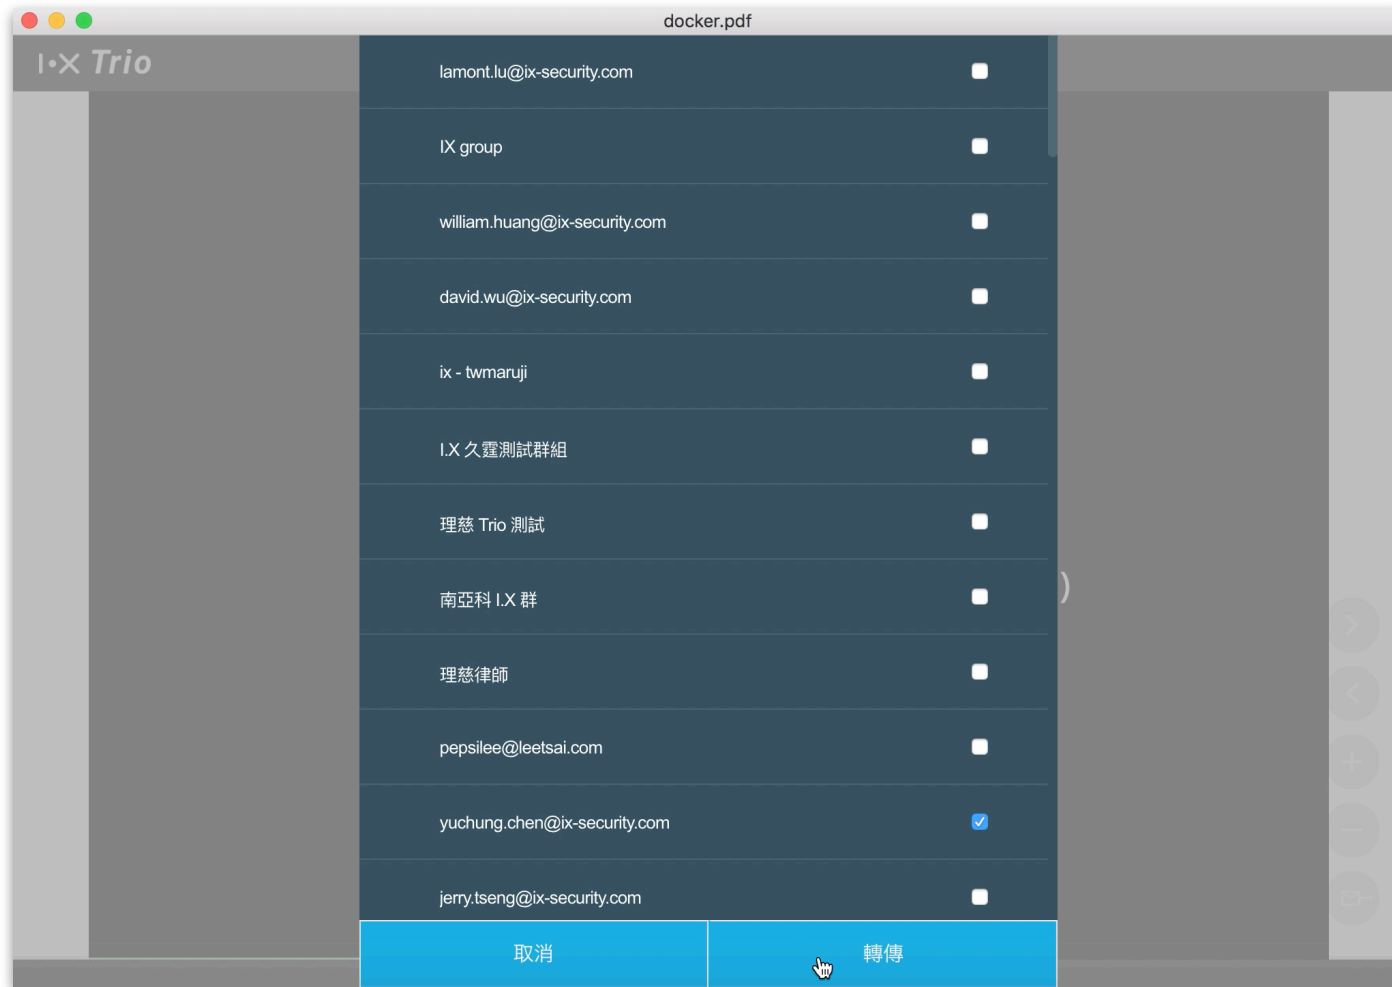 docker.pdf
I·X Trio
lamont.lu@ix-security.com
IX group
william.huang@ix-security.com
david.wu@ix-security.com
ix - twmaruji
I.X 久霆測試群組
理慈 Trio 測試
南亞科 I.X 群
)
理慈律師
pepsilee@leetsai.com
yuchung.chen@ix-security.com
jerry.tseng@ix-security.com
取消
轉傳